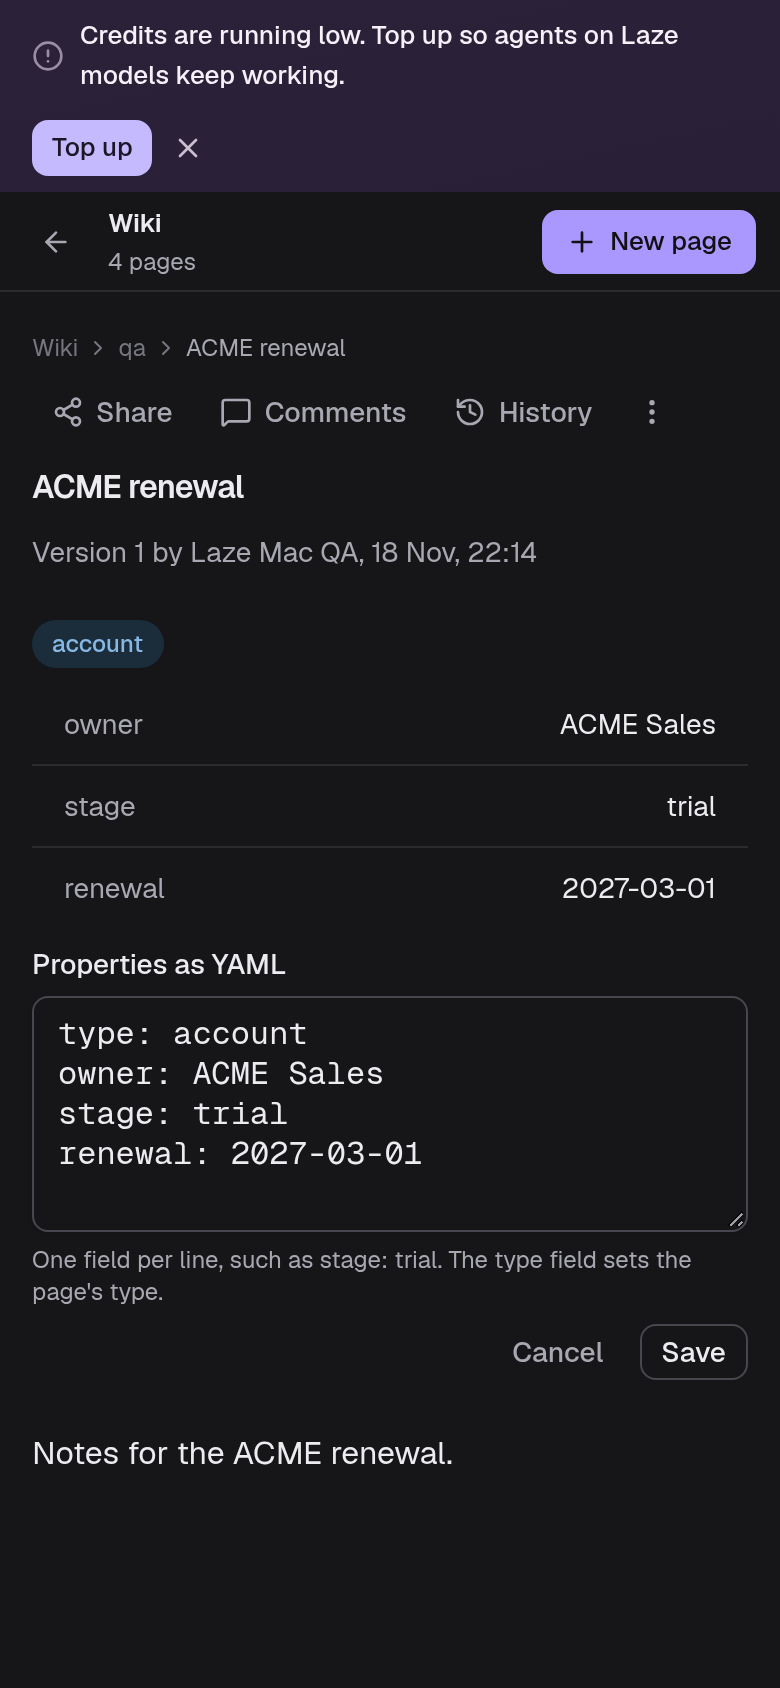 Credits are running low. Top up so agents on Laze
models keep working.
Top up
Wiki
4 pages
New page
Wiki > qa > ACME renewal
Share Comments History
ACME renewal
Version 1 by Laze Mac QA, 18 Nov, 22:14
account
owner ACME Sales
stage trial
renewal 2027-03-01
Properties as YAML
type: account
owner: ACME Sales
stage: trial
renewal: 2027-03-01
One field per line, such as stage: trial. The type field sets the
page's type.
Cancel Save
Notes for the ACME renewal.